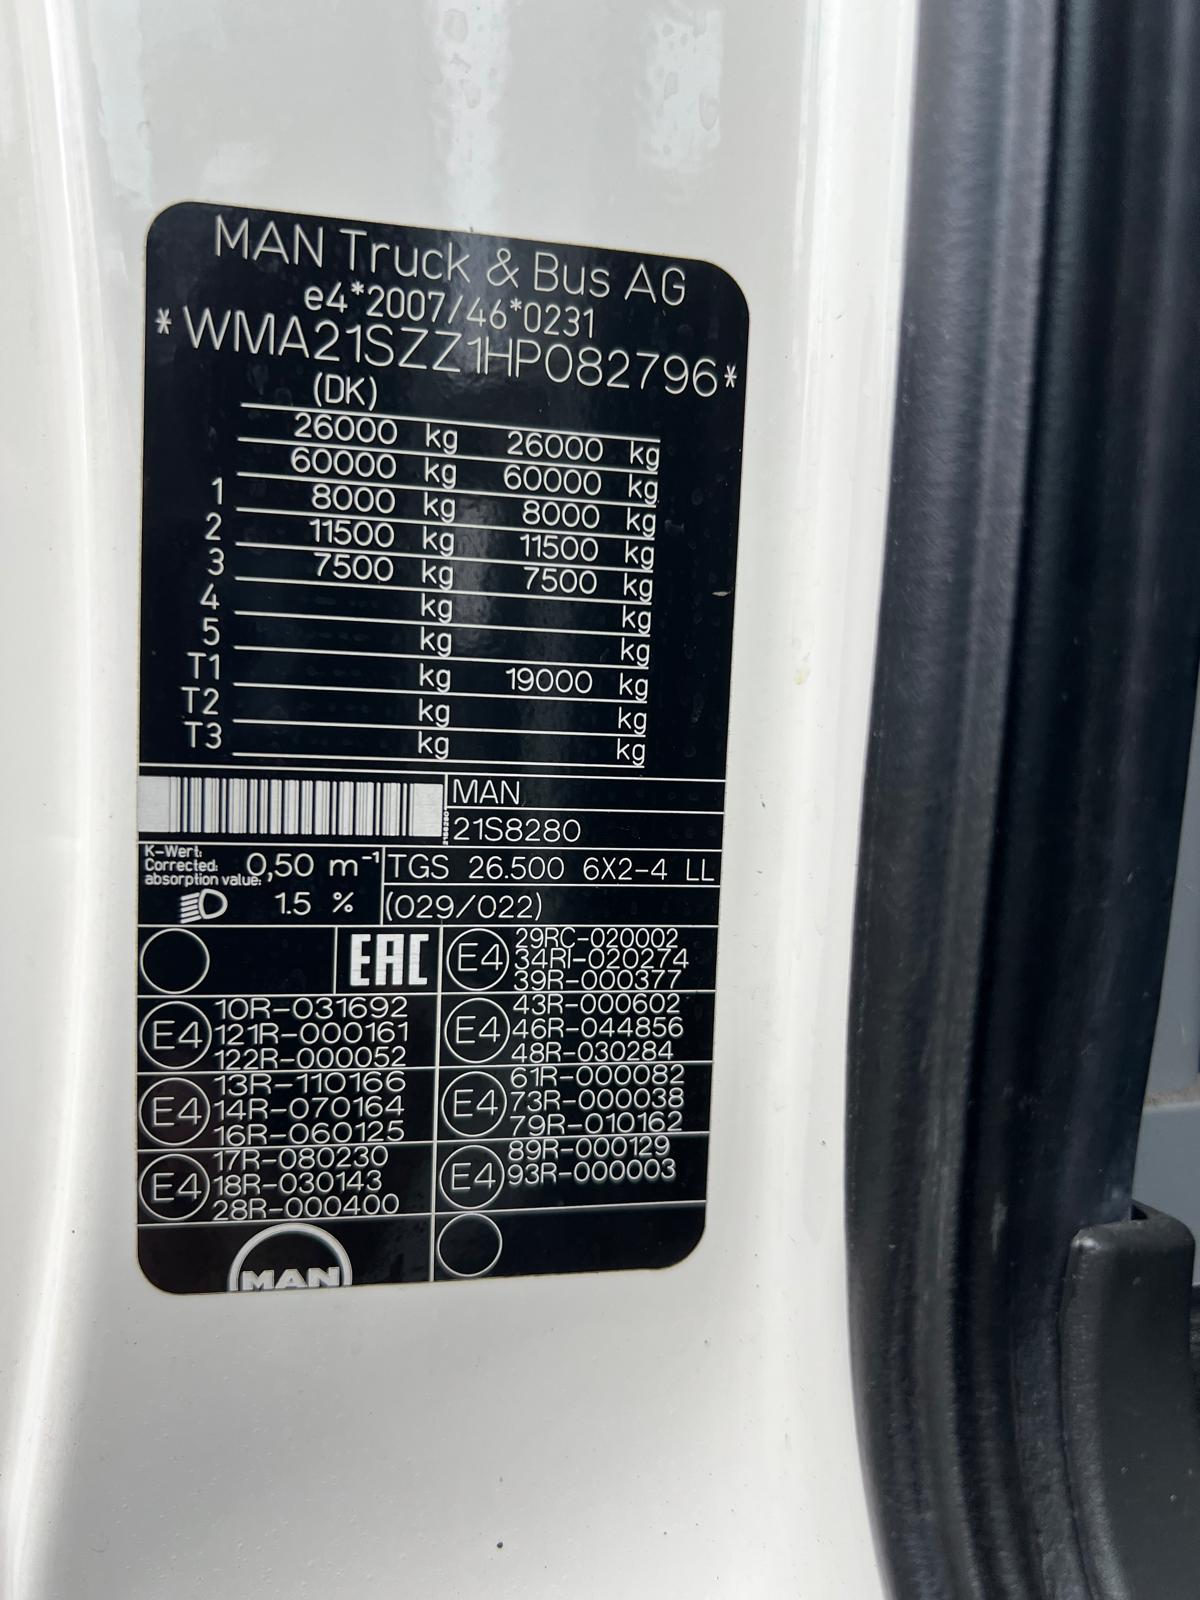 MAN Truck & Bus AG
e4*2007/46*0231
*WMA21SZZ1HP082796*
(DK)
26000 kg 26000 kg
60000 kg 60000 kg
1 8000 kg 8000 kg
2 11500 kg 11500 kg
3 7500 kg 7500 kg
4 kg kg
5 kg kg
T1 kg 19000 kg
T2 kg kg
T3 kg kg
MAN
21S8280
21S8280
K-Wert:
Corrected:
absorption value:
0,50 m⁻¹
TGS 26.500 6X2-4 LL
1.5 %
(029/022)
EAC
E4
29RC-020002
34RI-020274
39R-000377
E4
10R-031692
121R-000161
122R-000052
E4
43R-000602
46R-044856
48R-030284
E4
13R-110166
14R-070164
16R-060125
E4
61R-000082
73R-000038
79R-010162
E4
17R-080230
18R-030143
28R-000400
E4
89R-000129
93R-000003
MAN